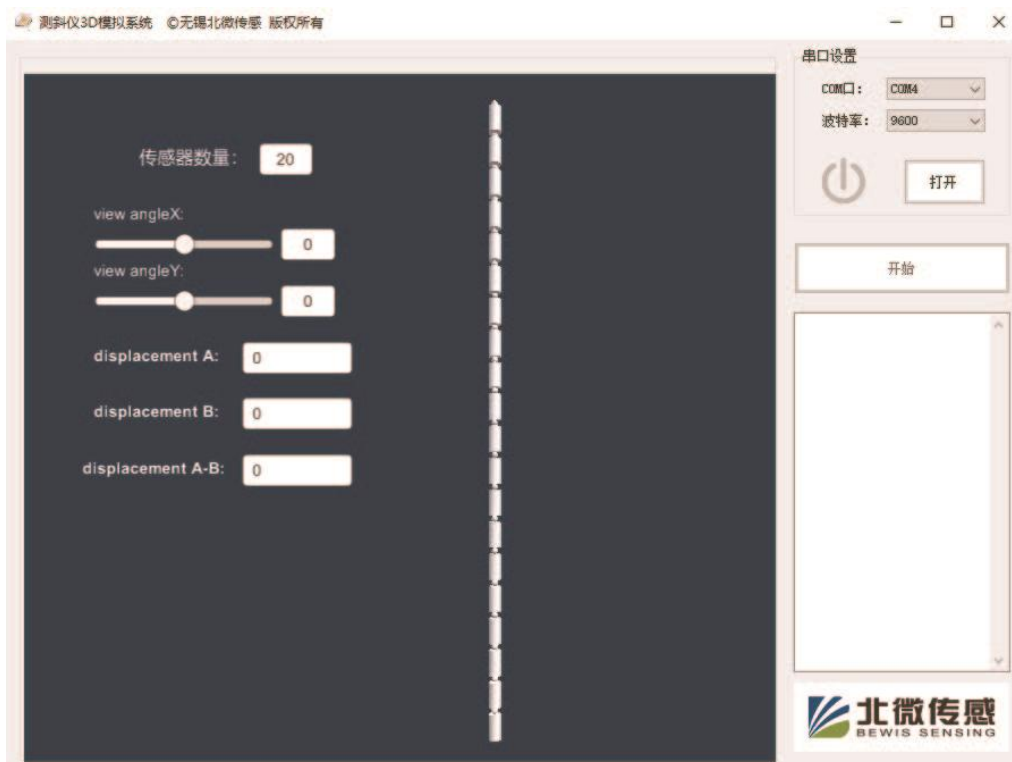 测斜仪3D模拟系统 ©无锡北微传感 版权所有
传感器数量: 20
view angleX:
0
view angleY:
0
displacement A: 0
displacement B: 0
displacement A-B: 0
串口设置
COM口: COM4
波特率: 9600
打开
开始
北微传感
BEWIS SENSING